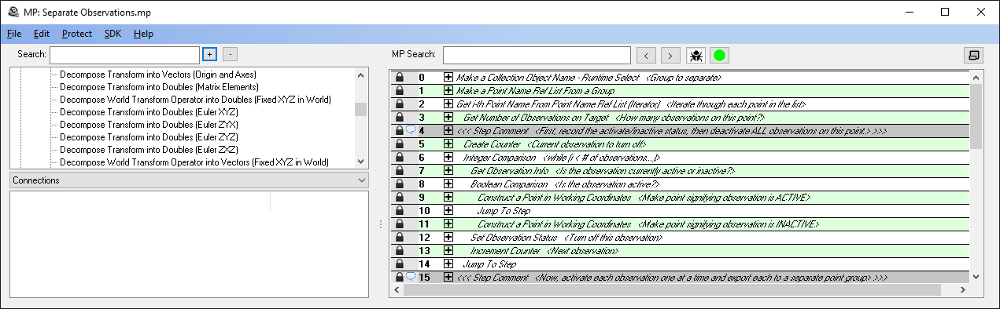 MP: Separate Observations.mp
File Edit Protect SDK Help
Search: + - MP Search: < >
Decompose Transform into Vectors (Origin and Axes)
Decompose Transform into Doubles (Matrix Elements)
Decompose World Transform Operator into Doubles (Fixed XYZ in World)
Decompose Transform into Doubles (Euler XYZ)
Decompose Transform into Doubles (Euler ZYX)
Decompose Transform into Doubles (Euler ZYZ)
Decompose Transform into Doubles (Euler ZXZ)
Decompose World Transform Operator into Vectors (Fixed XYZ in World)
Connections
0 Make a Collection Object Name - Runtime Select <Group to separate>
1 Make a Point Name Ref List From a Group
2 Get i-th Point Name From Point Name Ref List (Iterator) <Iterate through each point in the list>
3 Get Number of Observations on Target <How many observations on this point?>
4 <<< Step Comment <First, record the activate/inactive status, then deactivate ALL observations on this point.> >>>
5 Create Counter <Current observation to turn off>
6 Integer Comparison <while (i < # of observations...)>
7 Get Observation Info <Is the observation currently active or inactive?>
8 Boolean Comparison <Is the observation active?>
9 Construct a Point in Working Coordinates <Make point signifying observation is ACTIVE>
10 Jump To Step
11 Construct a Point in Working Coordinates <Make point signifying observation is INACTIVE>
12 Set Observation Status <Turn off this observation>
13 Increment Counter <Next observation>
14 Jump To Step
15 <<< Step Comment <Now, activate each observation one at a time and export each to a separate point group> >>>